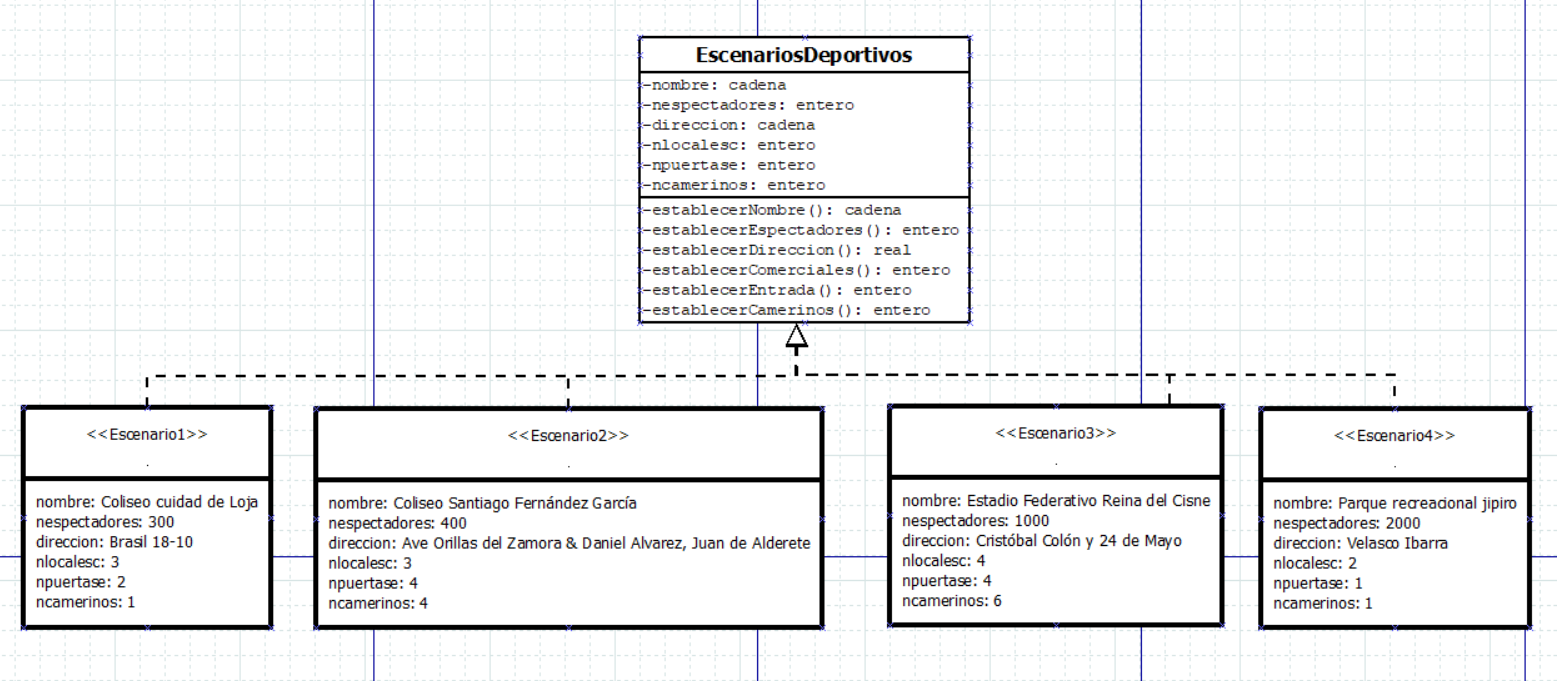 EscenariosDeportivos
-nombre: cadena
-nespectadores: entero
-direccion: cadena
-nlocalesc: entero
-npuertase: entero
-ncamerinos: entero
-establecerNombre(): cadena
-establecerEspectadores(): entero
-establecerDireccion(): real
-establecerComerciales(): entero
-establecerEntrada(): entero
-establecerCamerinos(): entero
<<Escenario1>>
.
nombre: Coliseo cuidad de Loja
nespectadores: 300
direccion: Brasil 18-10
nlocalesc: 3
npuertase: 2
ncamerinos: 1
<<Escenario2>>
.
nombre: Coliseo Santiago Fernández García
nespectadores: 400
direccion: Ave Orillas del Zamora & Daniel Alvarez, Juan de Alderete
nlocalesc: 3
npuertase: 4
ncamerinos: 4
<<Escenario3>>
.
nombre: Estadio Federativo Reina del Cisne
nespectadores: 1000
direccion: Cristóbal Colón y 24 de Mayo
nlocalesc: 4
npuertase: 4
ncamerinos: 6
<<Escenario4>>
.
nombre: Parque recreacional jipiro
nespectadores: 2000
direccion: Velasco Ibarra
nlocalesc: 2
npuertase: 1
ncamerinos: 1